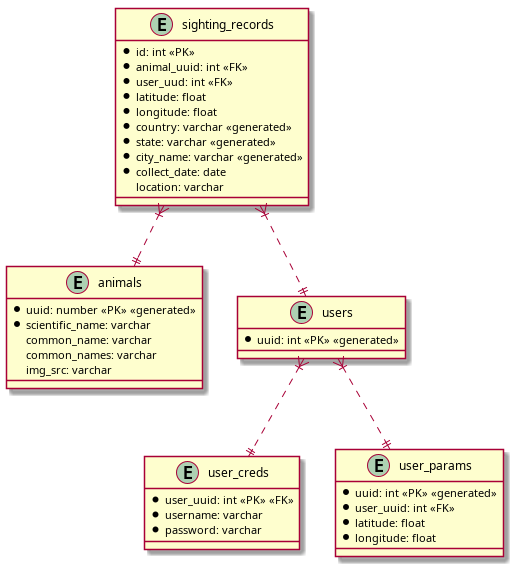 E sighting_records
id: int «PK»
animal_uuid: int «FK»
user_uud: int «FK»
latitude: float
longitude: float
country: varchar «generated»
state: varchar «generated»
city_name: varchar «generated»
collect_date: date
location: varchar
E animals
uuid: number «PK» «generated»
scientific_name: varchar
common_name: varchar
common_names: varchar
img_src: varchar
E users
uuid: int «PK» «generated»
E user_creds
user_uuid: int «PK» «FK»
username: varchar
password: varchar
E user_params
uuid: int «PK» «generated»
user_uuid: int «FK»
latitude: float
longitude: float